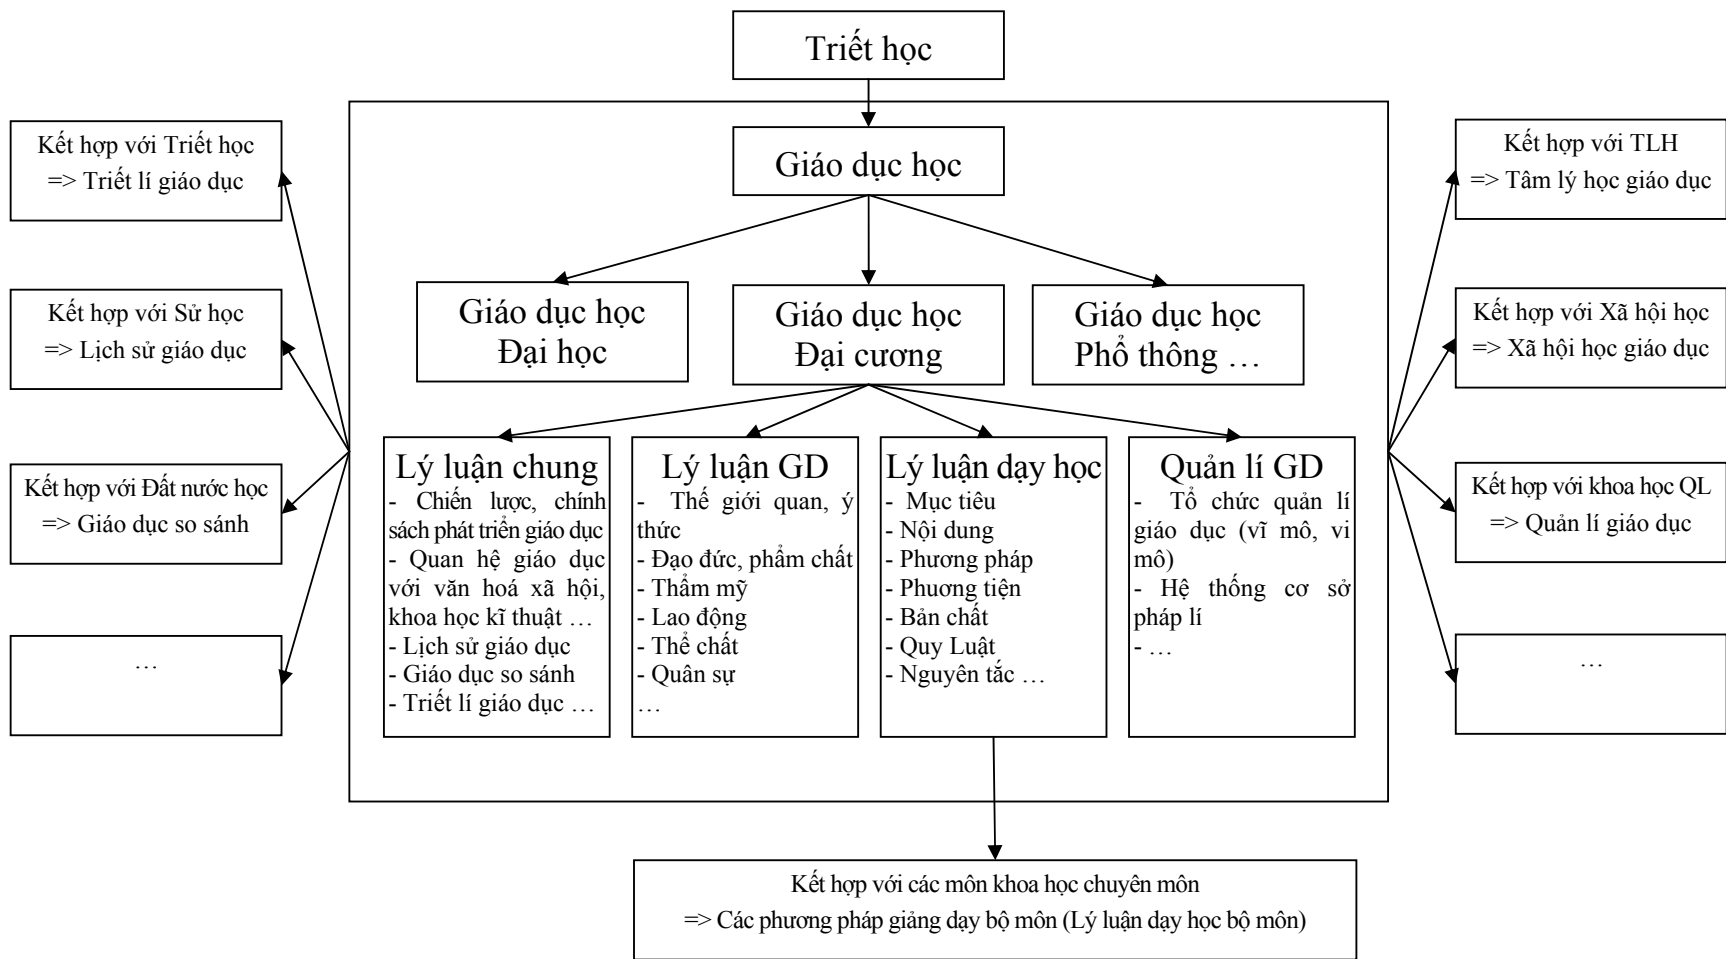 Triết học
Giáo dục học
Kết hợp với Triết học
=> Triết lí giáo dục
Kết hợp với Sử học
=> Lịch sử giáo dục
Kết hợp với Đất nước học
=> Giáo dục so sánh
…
Giáo dục học
Đại học
Giáo dục học
Đại cương
Giáo dục học
Phổ thông …
Lý luận chung
- Chiến lược, chính
sách phát triển giáo dục
- Quan hệ giáo dục
với văn hoá xã hội,
khoa học kĩ thuật …
- Lịch sử giáo dục
- Giáo dục so sánh
- Triết lí giáo dục …
Lý luận GD
- Thế giới quan, ý
thức
- Đạo đức, phẩm chất
- Thẩm mỹ
- Lao động
- Thể chất
- Quân sự
…
Lý luận dạy học
- Mục tiêu
- Nội dung
- Phương pháp
- Phuơng tiện
- Bản chất
- Quy Luật
- Nguyên tắc …
Quản lí GD
- Tổ chức quản lí
giáo dục (vĩ mô, vi
mô)
- Hệ thống cơ sở
pháp lí
- …
Kết hợp với TLH
=> Tâm lý học giáo dục
Kết hợp với Xã hội học
=> Xã hội học giáo dục
Kết hợp với khoa học QL
=> Quản lí giáo dục
…
Kết hợp với các môn khoa học chuyên môn
=> Các phương pháp giảng dạy bộ môn (Lý luận dạy học bộ môn)